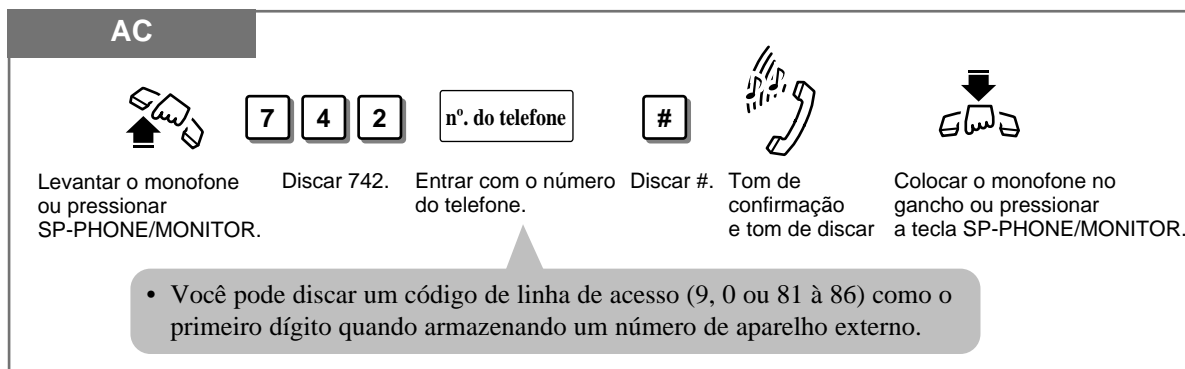 AC
7 4 2 nº. do telefone #
Levantar o monofone
ou pressionar
SP-PHONE/MONITOR.
Discar 742.
Entrar com o número
do telefone.
Discar #.
Tom de
confirmação
e tom de discar
Colocar o monofone no
gancho ou pressionar
a tecla SP-PHONE/MONITOR.
• Você pode discar um código de linha de acesso (9, 0 ou 81 à 86) como o
primeiro dígito quando armazenando um número de aparelho externo.